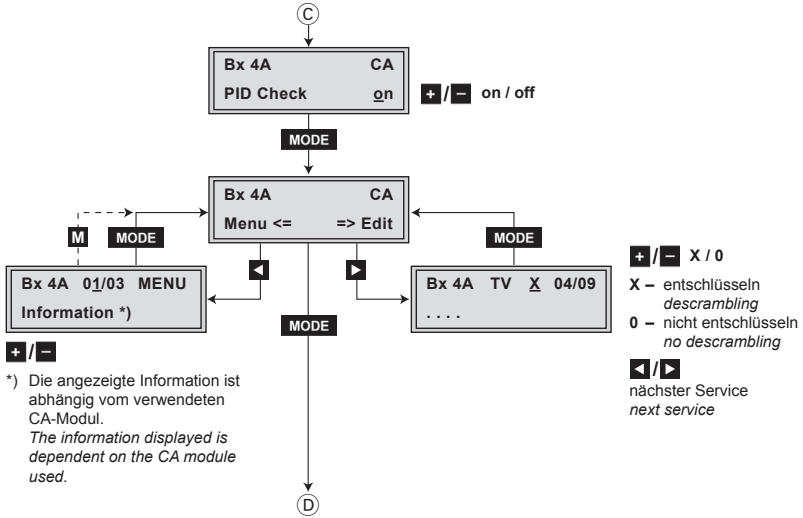 C
Bx 4A CA
PID Check on
+ / − on / off
MODE
Bx 4A CA
Menu <= => Edit
M MODE
MODE
Bx 4A 01/03 MENU
Information *)
◄
►
Bx 4A TV X 04/09
. . . .
+ / − X / 0
X – entschlüsseln
descrambling
0 – nicht entschlüsseln
no descrambling
◄ / ►
nächster Service
next service
MODE
+ / −
*) Die angezeigte Information ist
abhängig vom verwendeten
CA-Modul.
The information displayed is
dependent on the CA module
used.
D